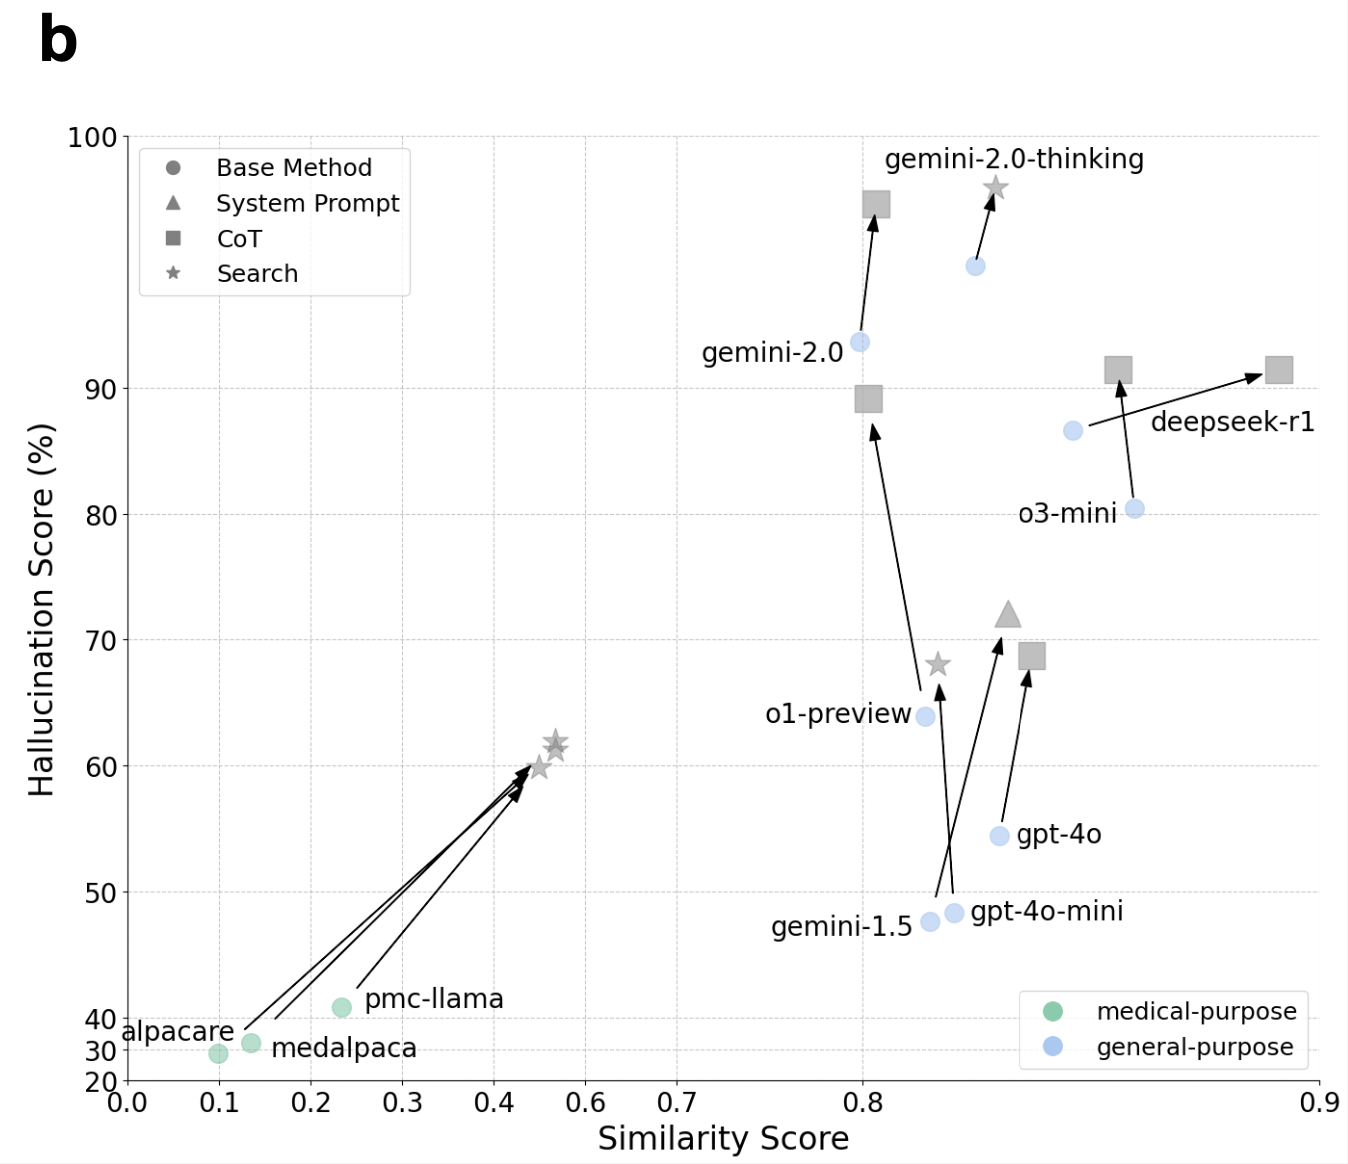 b
100
90
80
70
60
50
40
30
20
Hallucination Score (%)
Base Method
System Prompt
CoT
Search
gemini-2.0-thinking
gemini-2.0
deepseek-r1
o3-mini
o1-preview
gpt-4o
gpt-4o-mini
gemini-1.5
pmc-llama
alpacare
medalpaca
medical-purpose
general-purpose
0.0 0.1 0.2 0.3 0.4 0.6 0.7 0.8 0.9
Similarity Score